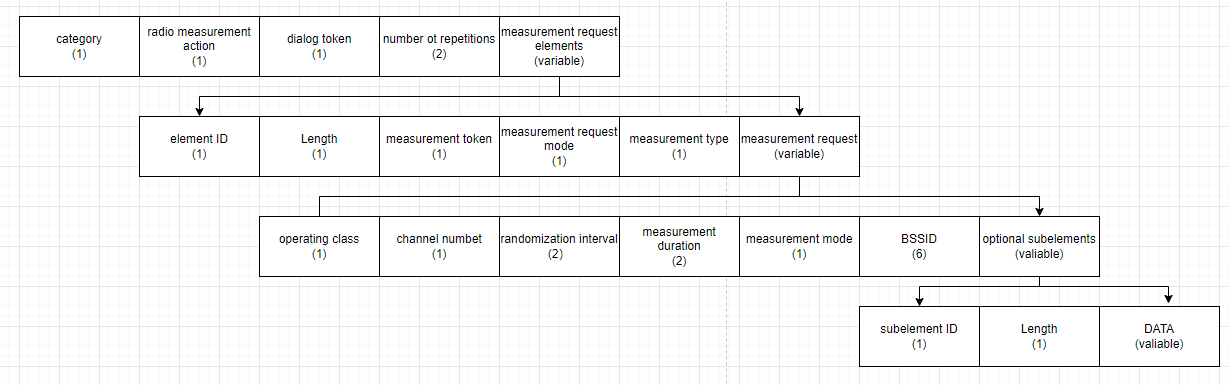 category
(1)
radio measurement
action
(1)
dialog token
(1)
number ot repetitions
(2)
measurement request
elements
(variable)
element ID
(1)
Length
(1)
measurement token
(1)
measurement request
mode
(1)
measurement type
(1)
measurement request
(variable)
operating class
(1)
channel numbet
(1)
randomization interval
(2)
measurement
duration
(2)
measurement mode
(1)
BSSID
(6)
optional subelements
(valiable)
subelement ID
(1)
Length
(1)
DATA
(valiable)